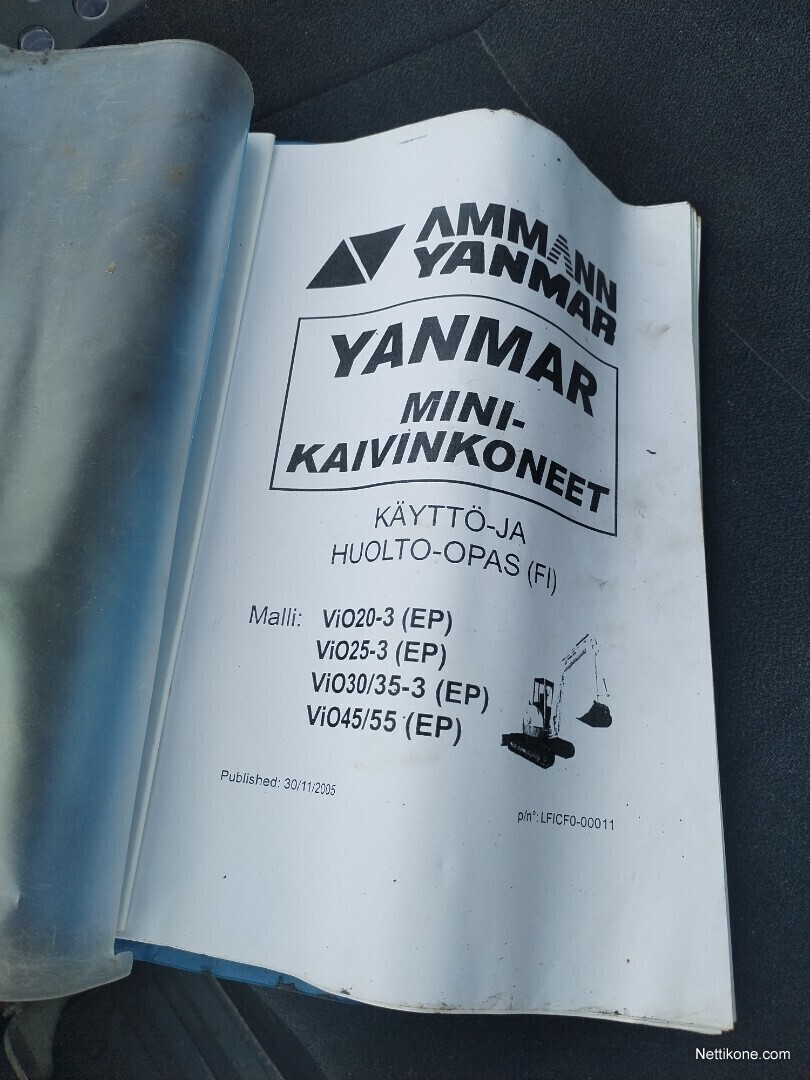 AMMANN
YANMAR
YANMAR
MINI-
KAIVINKONEET
KÄYTTÖ-JA
HUOLTO-OPAS (FI)
Malli: ViO20-3 (EP)
ViO25-3 (EP)
ViO30/35-3 (EP)
ViO45/55 (EP)
Published: 30/11/2005
p/n°: LFICF0-00011
Nettikone.com